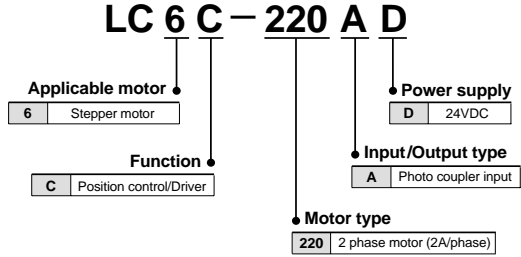 LC 6 C － 220 A D
Applicable motor
6 Stepper motor
Power supply
D 24VDC
Function
C Position control/Driver
Input/Output type
A Photo coupler input
Motor type
220 2 phase motor (2A/phase)